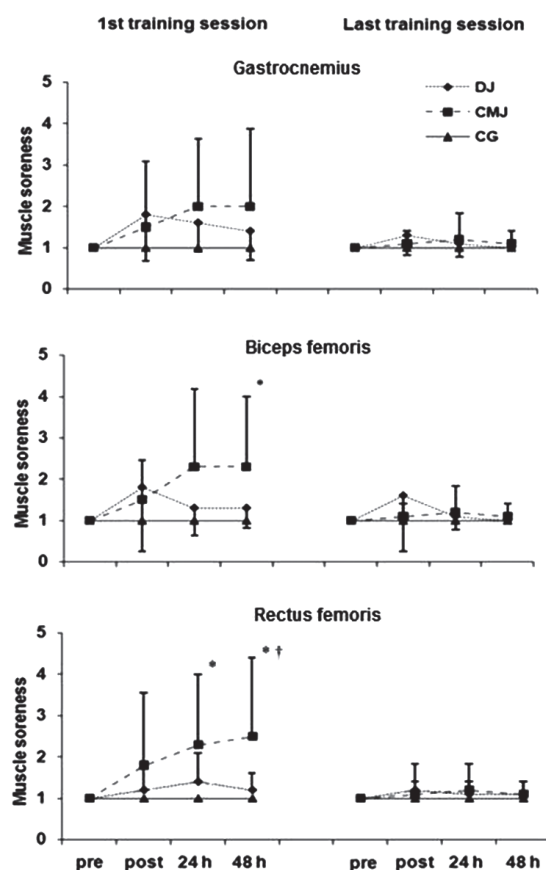 1st training session Last training session
Gastrocnemius
5
4
3
2
1
0
Muscle soreness
DJ
CMJ
CG
Biceps femoris
5
4
3
2
1
0
Muscle soreness
*
Rectus femoris
5
4
3
2
1
0
Muscle soreness
*
* †
pre post 24 h 48 h pre post 24 h 48 h